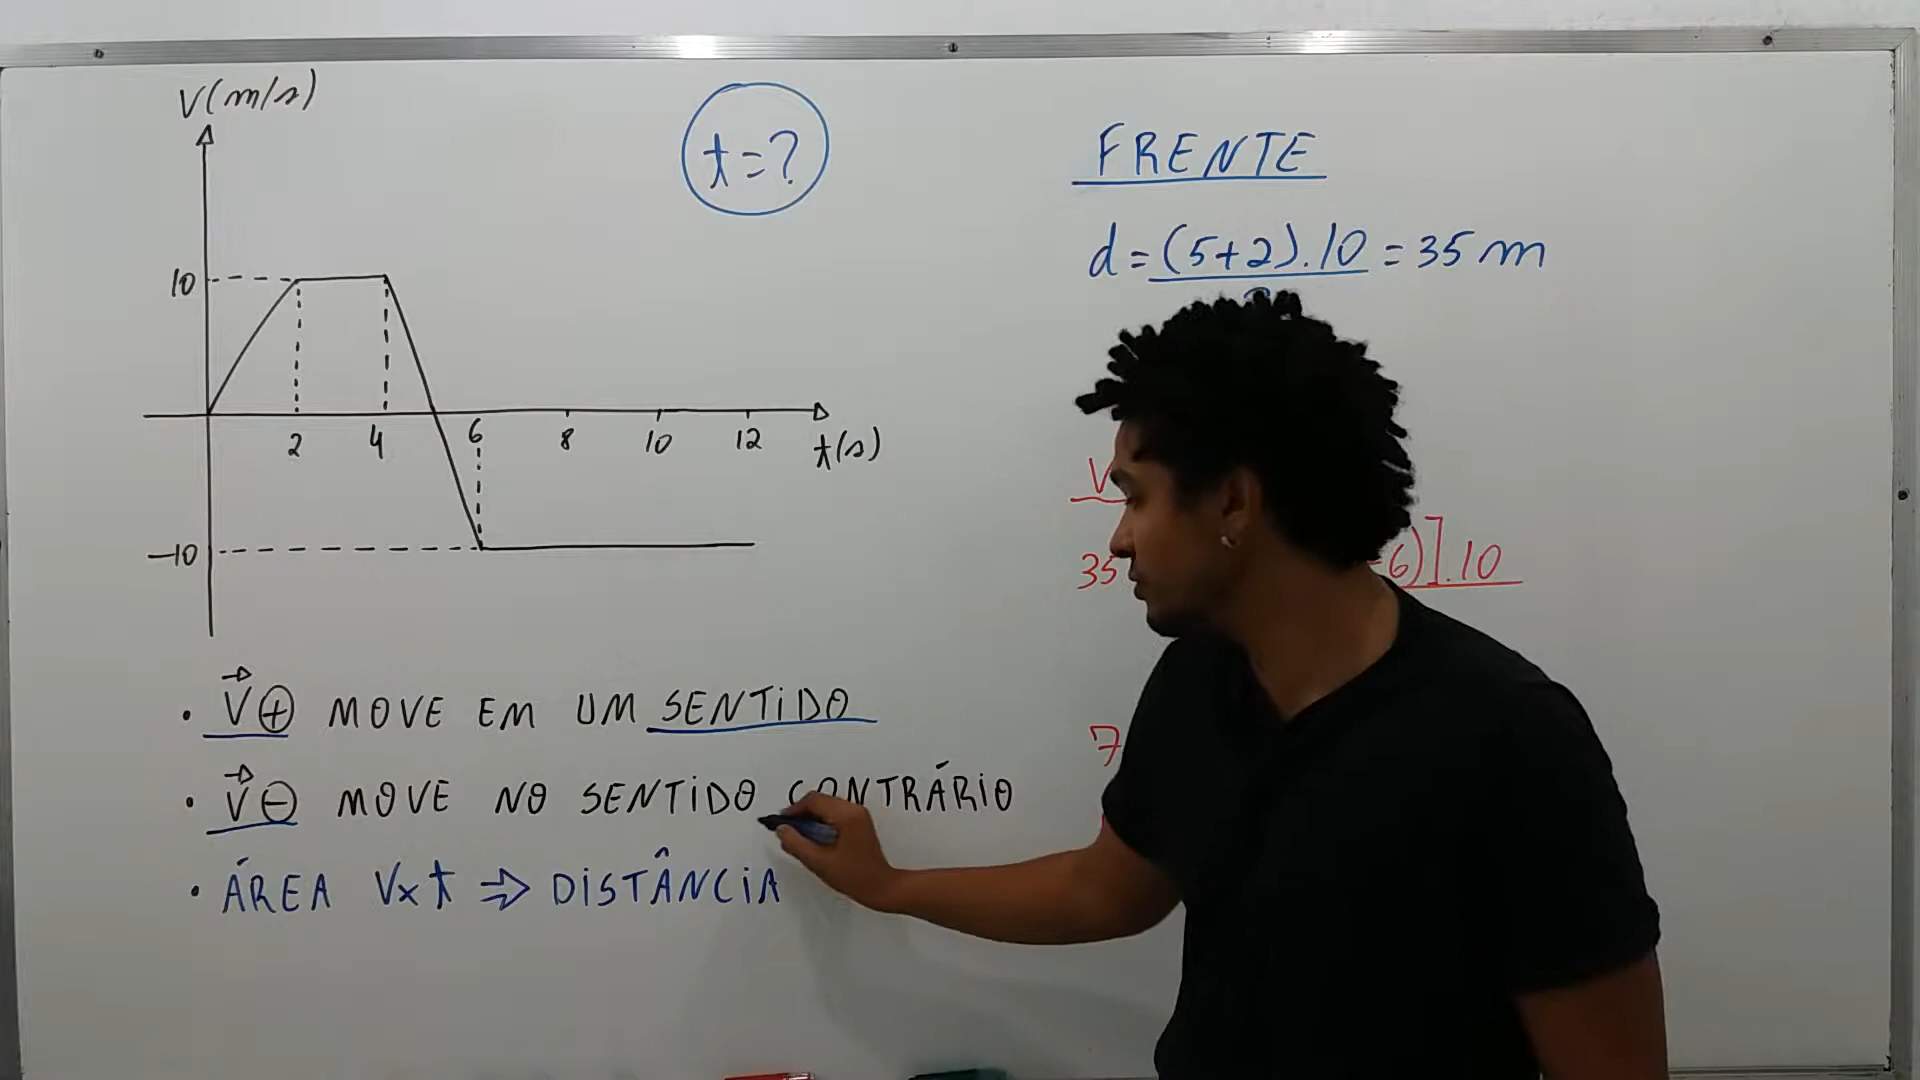 V(m/s)
10
2 4 6 8 10 12
t(s)
-10
t=?
FRENTE
d=(5+2).10=35m
V
35 -6)].10
7
• V⊕ MOVE EM UM SENTIDO
• V⊖ MOVE NO SENTIDO CONTRÁRIO
• ÁREA Vxt ⇒ DISTÂNCIA